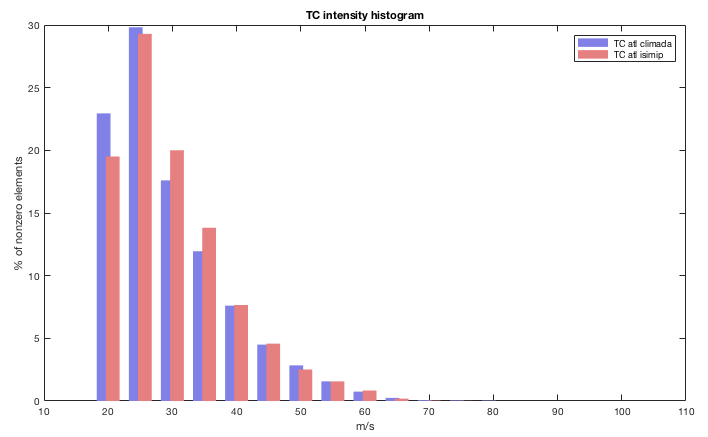 TC intensity histogram
TC atl climada
TC atl isimip
% of nonzero elements
30
25
20
15
10
5
0
10 20 30 40 50 60 70 80 90 100 110
m/s